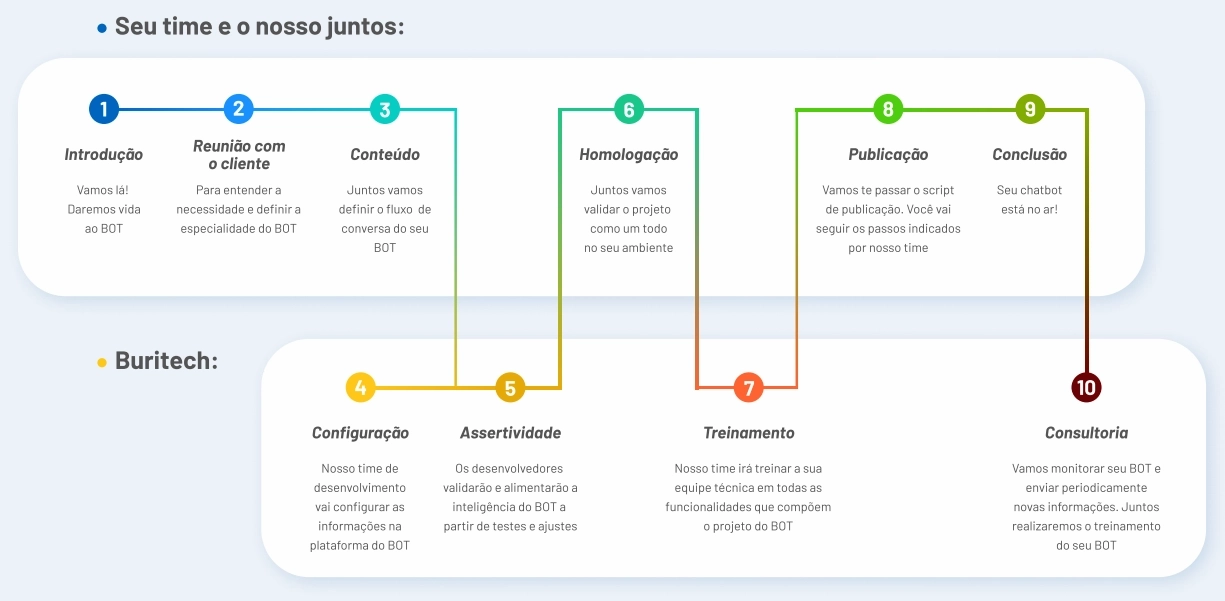 Seu time e o nosso juntos:
1
Introdução
Vamos lá!
Daremos vida
ao BOT
2
Reunião com
o cliente
Para entender a
necessidade e definir a
especialidade do BOT
3
Conteúdo
Juntos vamos
definir o fluxo de
conversa do seu
BOT
6
Homologação
Juntos vamos
validar o projeto
como um todo
no seu ambiente
8
Publicação
Vamos te passar o script
de publicação. Você vai
seguir os passos indicados
por nosso time
9
Conclusão
Seu chatbot
está no ar!
Buritech:
4
Configuração
Nosso time de
desenvolvimento
vai configurar as
informações na
plataforma do BOT
5
Assertividade
Os desenvolvedores
validarão e alimentarão a
inteligência do BOT a
partir de testes e ajustes
7
Treinamento
Nosso time irá treinar a sua
equipe técnica em todas as
funcionalidades que compõem
o projeto do BOT
10
Consultoria
Vamos monitorar seu BOT e
enviar periodicamente
novas informações. Juntos
realizaremos o treinamento
do seu BOT